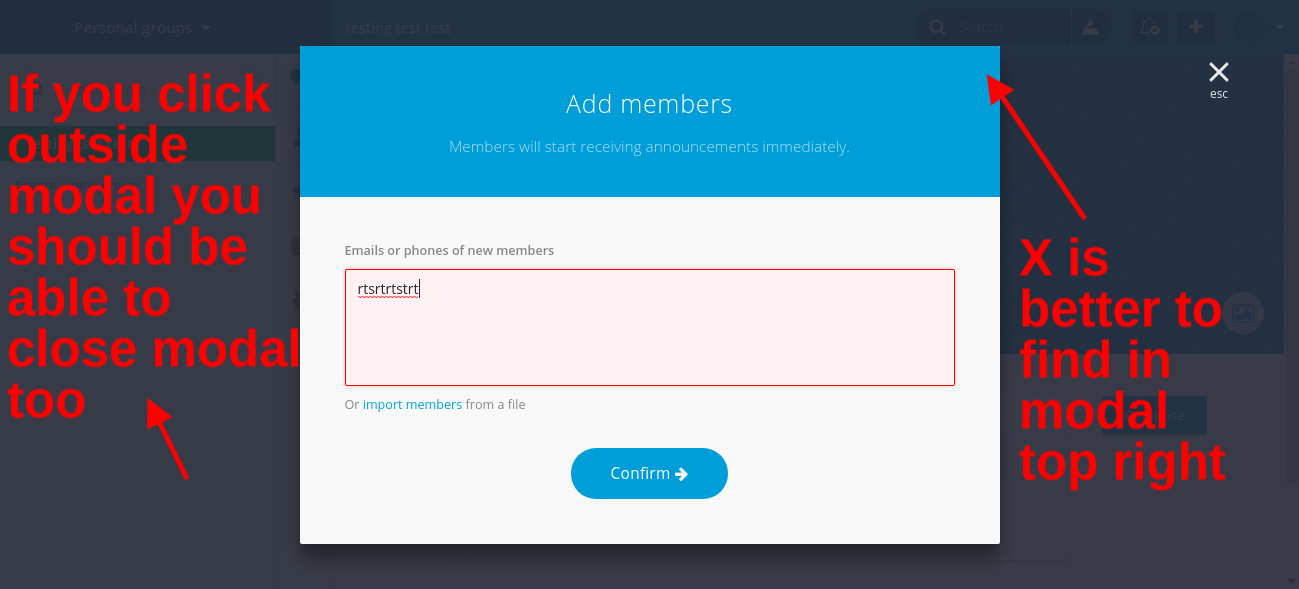 Personal groups
testing test test
Search
esc
If you click
outside
modal you
should be
able to
close modal
too
Add members
Members will start receiving announcements immediately.
Emails or phones of new members
rtsrtrtstrt
Or import members from a file
Confirm
X is
better to
find in
modal
top right